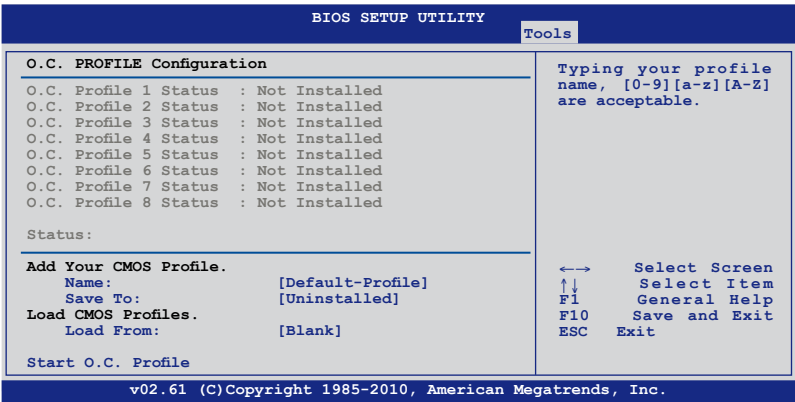 BIOS SETUP UTILITY
Tools
O.C. PROFILE Configuration
O.C. Profile 1 Status : Not Installed
O.C. Profile 2 Status : Not Installed
O.C. Profile 3 Status : Not Installed
O.C. Profile 4 Status : Not Installed
O.C. Profile 5 Status : Not Installed
O.C. Profile 6 Status : Not Installed
O.C. Profile 7 Status : Not Installed
O.C. Profile 8 Status : Not Installed
Status:
Add Your CMOS Profile.
Name: [Default-Profile]
Save To: [Uninstalled]
Load CMOS Profiles.
Load From: [Blank]
Start O.C. Profile
Typing your profile
name, [0-9][a-z][A-Z]
are acceptable.
←→ Select Screen
↑↓ Select Item
F1 General Help
F10 Save and Exit
ESC Exit
v02.61 (C)Copyright 1985-2010, American Megatrends, Inc.